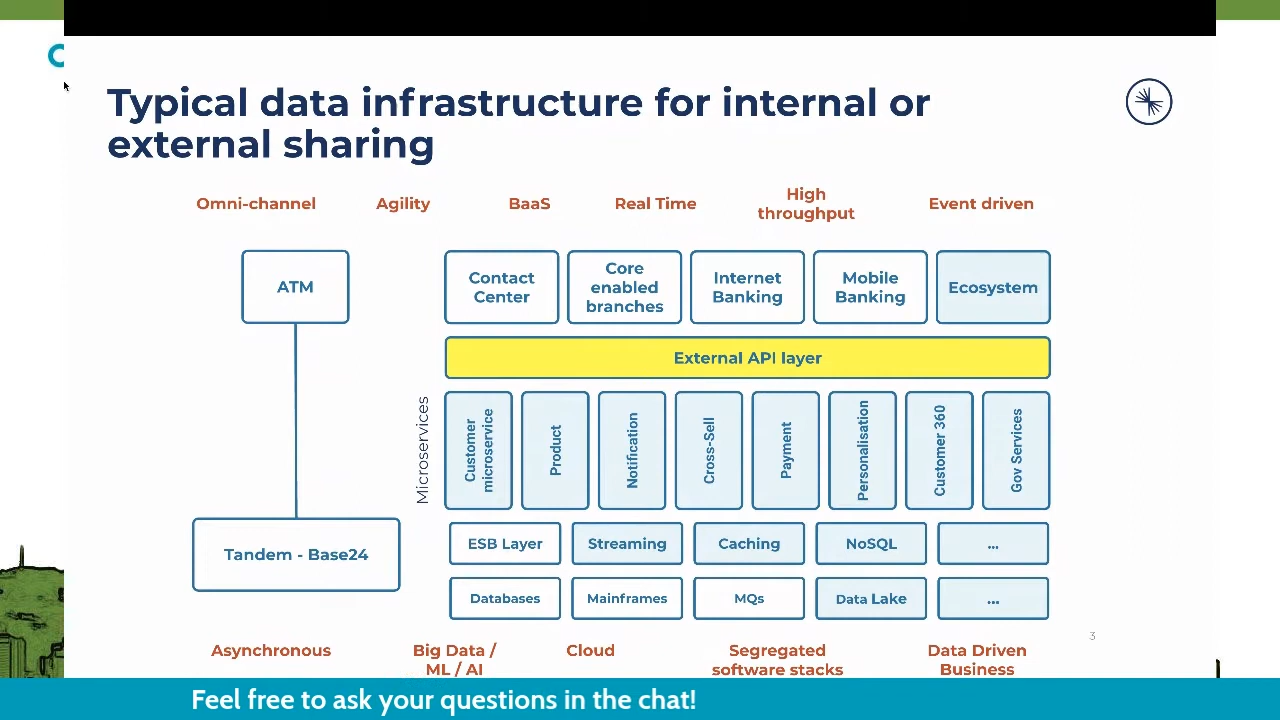 Typical data infrastructure for internal or
external sharing
Omni-channel
Agility
BaaS
Real Time
High
throughput
Event driven
ATM
Contact
Center
Core
enabled
branches
Internet
Banking
Mobile
Banking
Ecosystem
External API layer
Microservices
Customer
microservice
Product
Notification
Cross-Sell
Payment
Personalisation
Customer 360
Gov Services
Tandem - Base24
ESB Layer
Streaming
Caching
NoSQL
...
Databases
Mainframes
MQs
Data Lake
...
3
Asynchronous
Big Data /
ML / AI
Cloud
Segregated
software stacks
Data Driven
Business
Feel free to ask your questions in the chat!